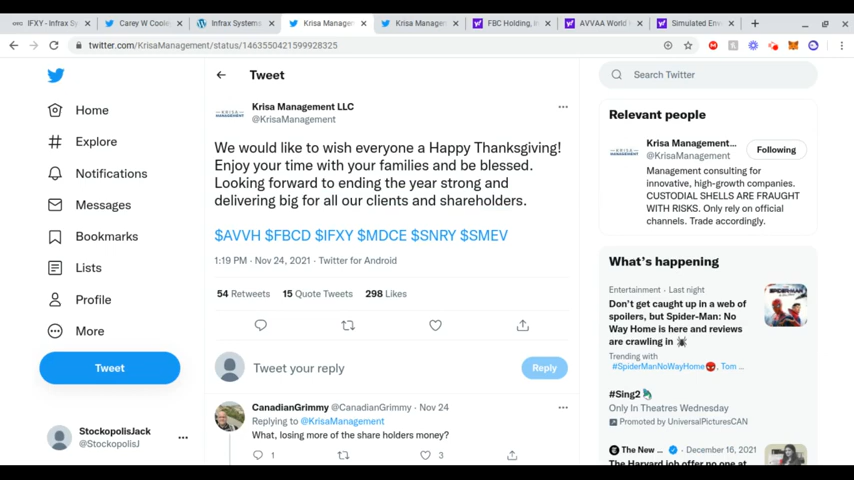 IFXY - Infrax Sy
Carey W Coole
Infrax Systems
Krisa Manager
Krisa Manager
FBC Holding, In
AVVAA World
Simulated Env
twitter.com/KrisaManagement/status/1463550421599928325
Home
Explore
Notifications
Messages
Bookmarks
Lists
Profile
More
Tweet
StockopolisJack
@StockopolisJ
Tweet
Krisa Management LLC
@KrisaManagement
We would like to wish everyone a Happy Thanksgiving!
Enjoy your time with your families and be blessed.
Looking forward to ending the year strong and
delivering big for all our clients and shareholders.
$AVVH $FBCD $IFXY $MDCE $SNRY $SMEV
1:19 PM · Nov 24, 2021 · Twitter for Android
54 Retweets 15 Quote Tweets 298 Likes
Tweet your reply
Reply
CanadianGrimmy @CanadianGrimmy · Nov 24
Replying to @KrisaManagement
What, losing more of the share holders money?
1 3
Search Twitter
Relevant people
Krisa Management...
@KrisaManagement
Following
Management consulting for
innovative, high-growth companies.
CUSTODIAL SHELLS ARE FRAUGHT
WITH RISKS. Only rely on official
channels. Trade accordingly.
What's happening
Entertainment · Last night
Don't get caught up in a web of
spoilers, but Spider-Man: No
Way Home is here and reviews
are crawling in
Trending with
#SpiderManNoWayHome, Tom ...
#Sing2
Only In Theatres Wednesday
Promoted by UniversalPicturesCAN
The New ... · December 16, 2021
The Harvard job offer no one at